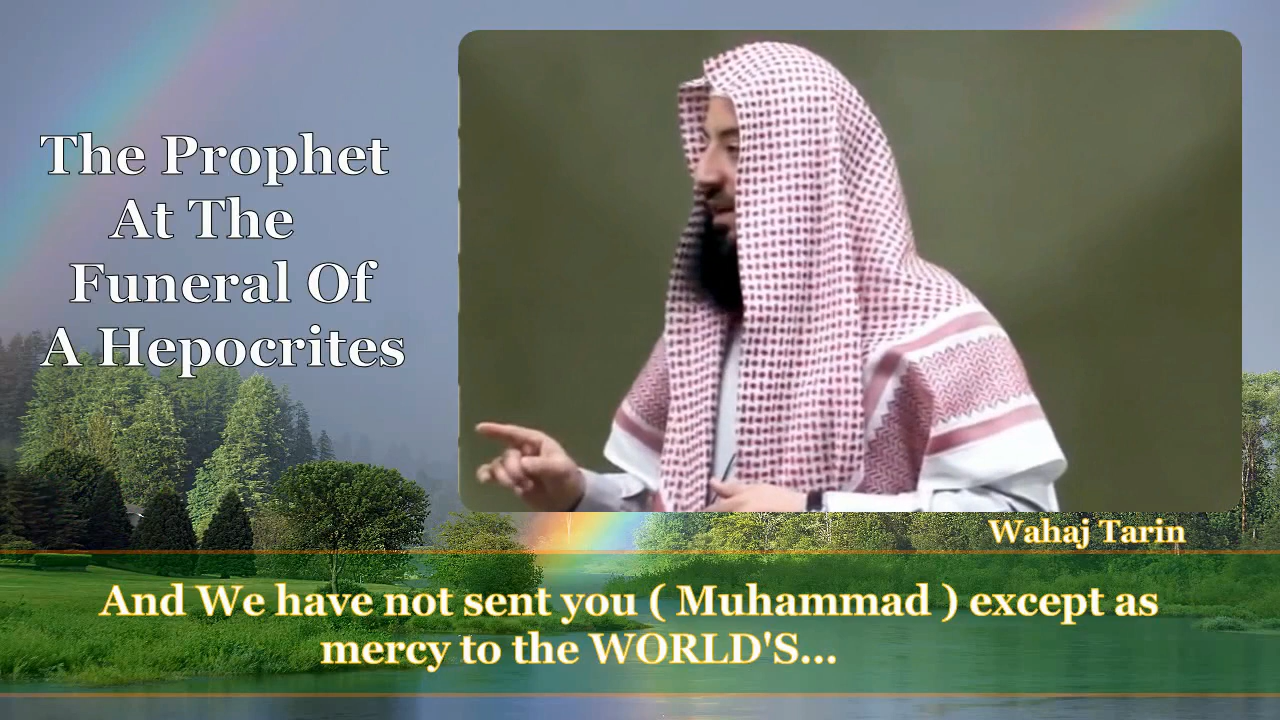 The Prophet
At The
Funeral Of
A Hepocrites
Wahaj Tarin
And We have not sent you ( Muhammad ) except as
mercy to the WORLD'S...